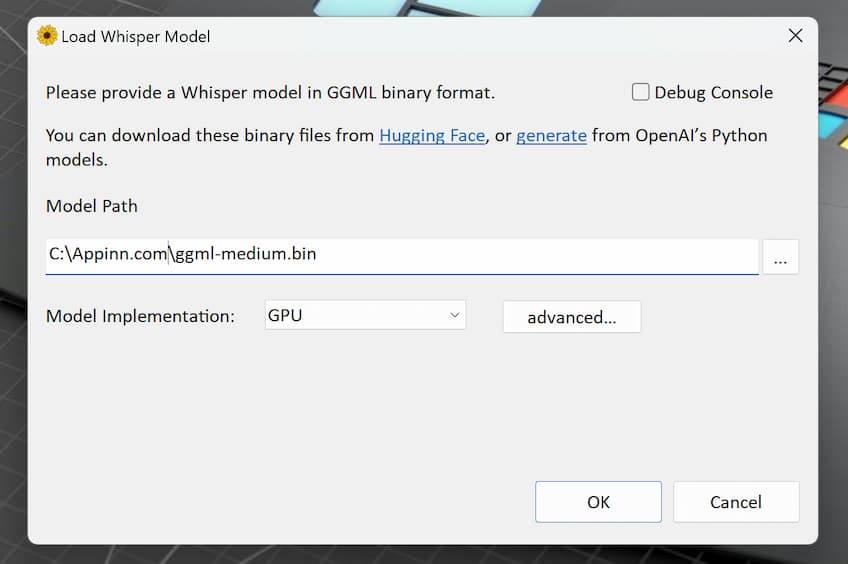 Load Whisper Model
Please provide a Whisper model in GGML binary format.
Debug Console
You can download these binary files from Hugging Face, or generate from OpenAI's Python
models.
Model Path
C:\Appinn.com\ggml-medium.bin
...
Model Implementation:
GPU
advanced...
OK
Cancel